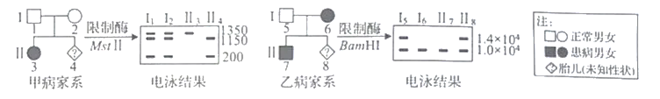 I 1 2
II 3 4
甲病家系
限制酶
Mst II
I₁ I₂ II₃ II₄
1350
1150
200
电泳结果
I 5 6
II 7 8
乙病家系
限制酶
BamHI
I₅ I₆ II₇ II₈
1.4×10⁴
1.0×10⁴
电泳结果
注:
正常男女
患病男女
胎儿(未知性状)